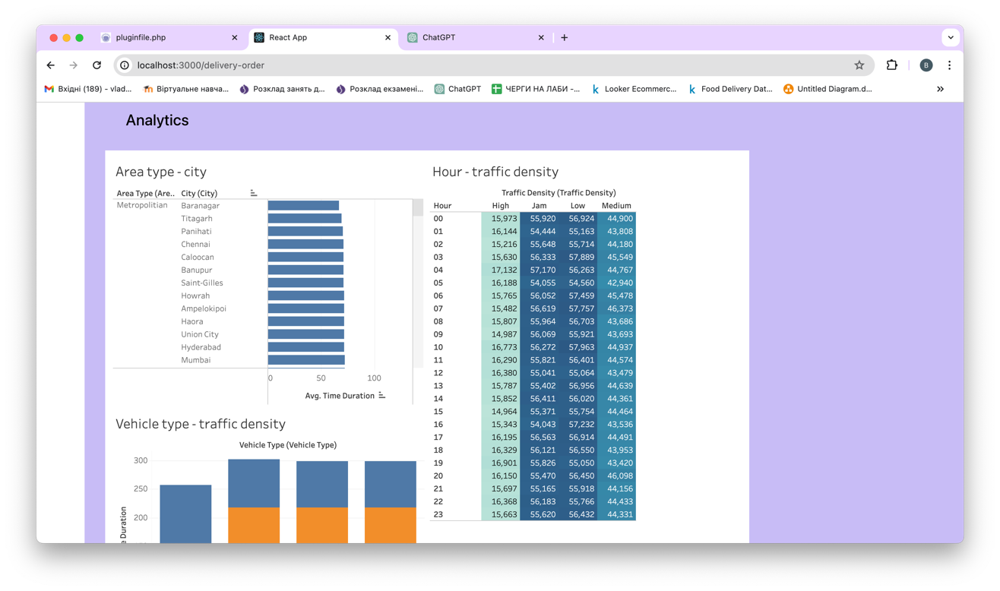 pluginfile.php
React App
ChatGPT
localhost:3000/delivery-order
B
Вхідні (189) – vlad...
Віртуальне навча...
Розклад занять д...
Розклад екзамені...
ChatGPT
ЧЕРГИ НА ЛАБИ -...
Looker Ecommerc...
Food Delivery Dat...
Untitled Diagram.d...
Analytics
Area type - city
Area Type (Are.. City (City)
Metropolitian Baranagar
Titagarh
Panihati
Chennai
Caloocan
Banupur
Saint-Gilles
Howrah
Ampelokipoi
Haora
Union City
Hyderabad
Mumbai
0 50 100
Avg. Time Duration
Vehicle type - traffic density
Vehicle Type (Vehicle Type)
300
250
200
e Duration
Hour - traffic density
Traffic Density (Traffic Density)
Hour High Jam Low Medium
00 15,973 55,920 56,924 44,900
01 16,144 54,444 55,163 43,808
02 15,216 55,648 55,714 44,180
03 15,630 56,333 57,889 45,549
04 17,132 57,170 56,263 44,767
05 16,188 54,055 54,560 42,940
06 15,765 56,052 57,459 45,478
07 15,482 56,619 57,757 46,373
08 15,807 55,964 56,703 43,686
09 14,987 56,069 55,921 43,693
10 16,773 56,272 57,963 44,937
11 16,290 55,821 56,401 44,574
12 16,380 55,041 55,064 43,479
13 15,787 55,402 56,956 44,639
14 15,852 56,411 56,020 44,361
15 14,964 55,371 55,754 44,464
16 15,343 54,043 57,232 43,536
17 16,195 56,563 56,914 44,491
18 16,329 56,121 56,550 43,953
19 16,901 55,826 55,050 43,420
20 16,150 55,470 56,450 46,098
21 15,697 55,165 55,918 44,156
22 16,368 56,183 55,766 44,433
23 15,663 55,620 56,432 44,331